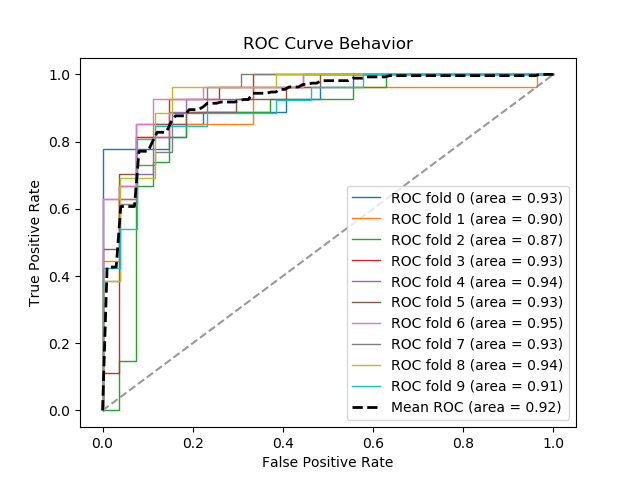 ROC Curve Behavior
True Positive Rate
1.0
0.8
0.6
0.4
0.2
0.0
ROC fold 0 (area = 0.93)
ROC fold 1 (area = 0.90)
ROC fold 2 (area = 0.87)
ROC fold 3 (area = 0.93)
ROC fold 4 (area = 0.94)
ROC fold 5 (area = 0.93)
ROC fold 6 (area = 0.95)
ROC fold 7 (area = 0.93)
ROC fold 8 (area = 0.94)
ROC fold 9 (area = 0.91)
Mean ROC (area = 0.92)
0.0 0.2 0.4 0.6 0.8 1.0
False Positive Rate